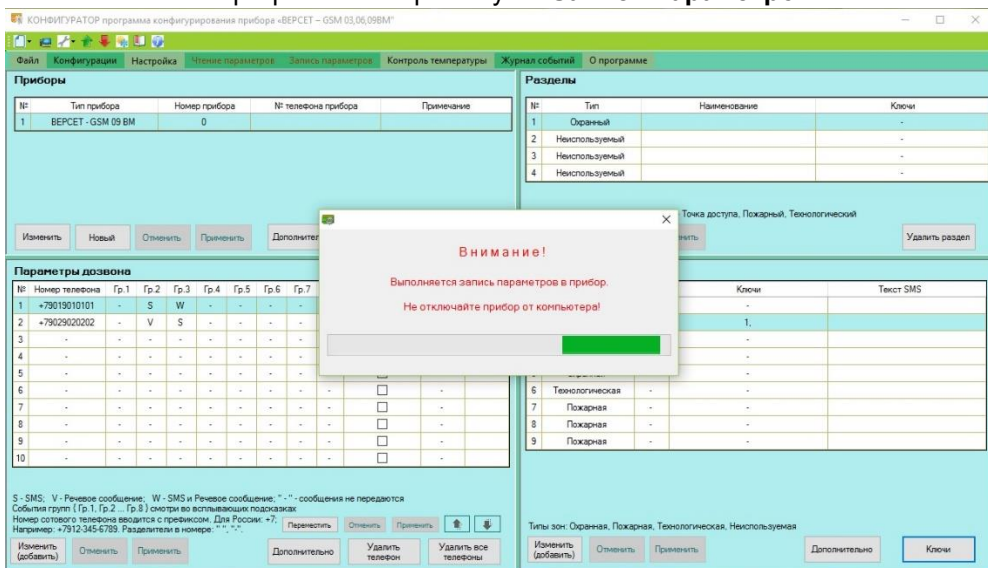 КОНФИГУРАТОР программа конфигурирования прибора «ВЕРСЕТ – GSM 03,06,09ВМ"
Файл Конфигурации Настройка Чтение параметров Запись параметров Контроль температуры Журнал событий О программе
Приборы
№ Тип прибора Номер прибора № телефона прибора Примечание
1 ВЕРСЕТ - GSM 09 ВМ 0
Изменить Новый Отменить Применить
Разделы
№ Тип Наименование Ключи
1 Охранный -
2 Неиспользуемый -
3 Неиспользуемый -
4 Неиспользуемый -
Точка доступа, Пожарный, Технологический
Удалить раздел
Внимание!
Выполняется запись параметров в прибор.
Не отключайте прибор от компьютера!
Параметры дозвона
№ Номер телефона Гр.1 Гр.2 Гр.3 Гр.4 Гр.5 Гр.6 Гр.7
1 +79019010101 - S W - - - -
2 +79029020202 - V S - - - -
3 - - - - - - - -
4 - - - - - - - -
5 - - - - - - - -
6 - - - - - - - - - -
7 - - - - - - - - - -
8 - - - - - - - - - -
9 - - - - - - - - - -
10 - - - - - - - - - -
S - SMS; V - Речевое сообщение; W - SMS и Речевое сообщение; " - " - сообщения не передаются
События групп ( Гр.1, Гр.2 ... Гр.8 ) смотри во всплывающих подсказках
Номер сотового телефона вводится с префиксом. Для России: +7;
Например: +7912-345-6789. Разделители в номере: " ", "-".
Переместить Отменить Применить
Изменить (добавить) Отменить Применить Дополнительно Удалить телефон Удалить все телефоны
Ключи Текст SMS
-
1,
-
-
-
6 Технологическая - -
7 Пожарная - -
8 Пожарная - -
9 Пожарная - -
Типы зон: Охранная, Пожарная, Технологическая, Неиспользуемая
Изменить (добавить) Отменить Применить Дополнительно Ключи